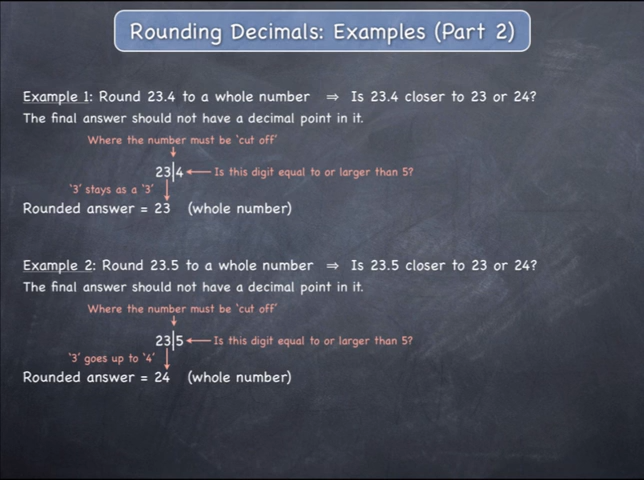 Rounding Decimals: Examples (Part 2)
Example 1: Round 23.4 to a whole number ⇒ Is 23.4 closer to 23 or 24?
The final answer should not have a decimal point in it.
Where the number must be 'cut off'
23|4 Is this digit equal to or larger than 5?
'3' stays as a '3'
Rounded answer = 23 (whole number)
Example 2: Round 23.5 to a whole number ⇒ Is 23.5 closer to 23 or 24?
The final answer should not have a decimal point in it.
Where the number must be 'cut off'
23|5 Is this digit equal to or larger than 5?
'3' goes up to '4'
Rounded answer = 24 (whole number)